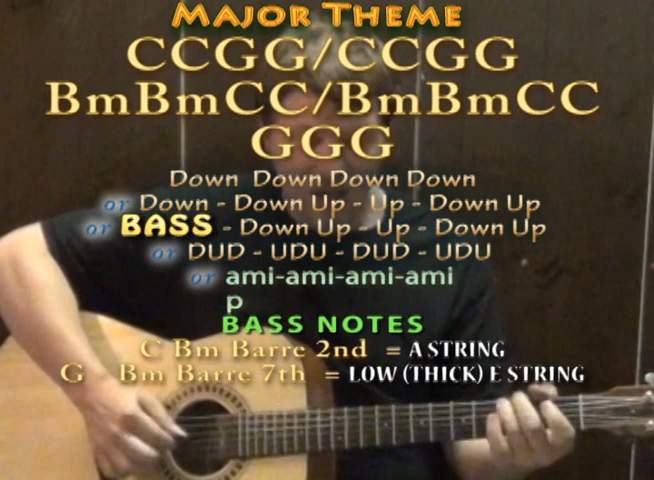 MAJOR THEME
CCGG/CCGG
BmBmCC/BmBmCC
GGG
Down Down Down Down
or Down - Down Up - Up - Down Up
or BASS - Down Up - Up - Down Up
or DUD - UDU - DUD - UDU
or ami-ami-ami-ami
p
BASS NOTES
C Bm Barre 2nd = A STRING
G Bm Barre 7th = LOW (THICK) E STRING